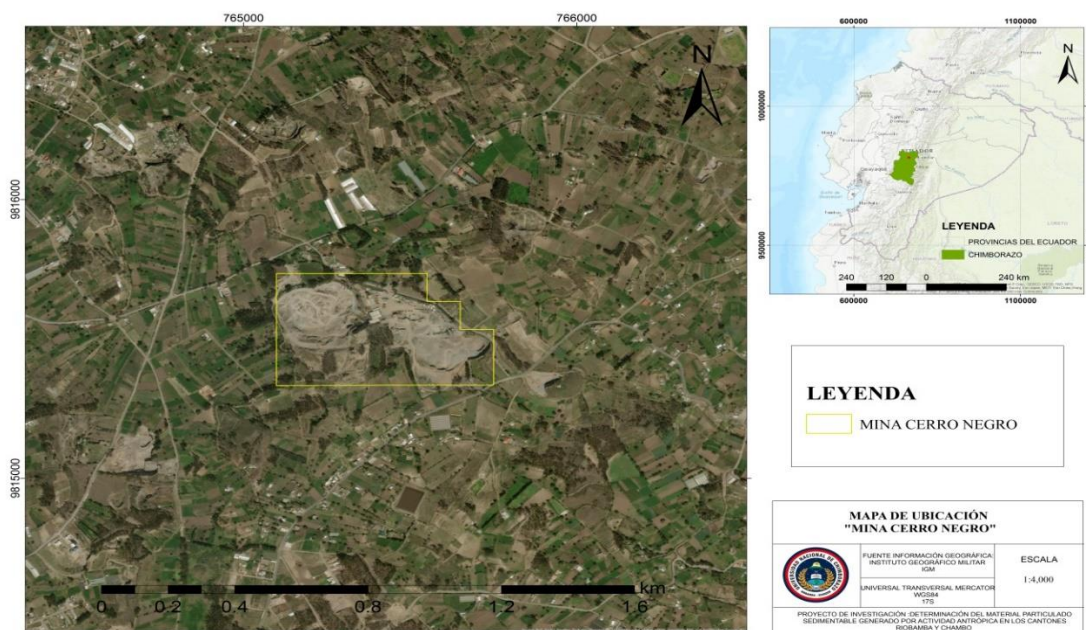 765000
766000
9816000
9815000
N
km
0
0.2
0.4
0.8
1.2
1.6
600000
1100000
10000000
9500000
N
ECUADOR
Guayaquil
LEYENDA
PROVINCIAS DEL ECUADOR
CHIMBORAZO
240
120
0
240 km
600000
1100000
LEYENDA
MINA CERRO NEGRO
MAPA DE UBICACIÓN
"MINA CERRO NEGRO"
FUENTE INFORMACIÓN GEOGRÁFICA:
INSTITUTO GEOGRÁFICO MILITAR
IGM
UNIVERSAL TRANSVERSAL MERCATOR
WGS84
17S
ESCALA
1:4,000
PROYECTO DE INVESTIGACIÓN :DETERMINACIÓN DEL MATERIAL PARTICULADO
SEDIMENTABLE GENERADO POR ACTIVIDAD ANTRÓPICA EN LOS CANTONES
RIOBAMBA Y CHAMBO